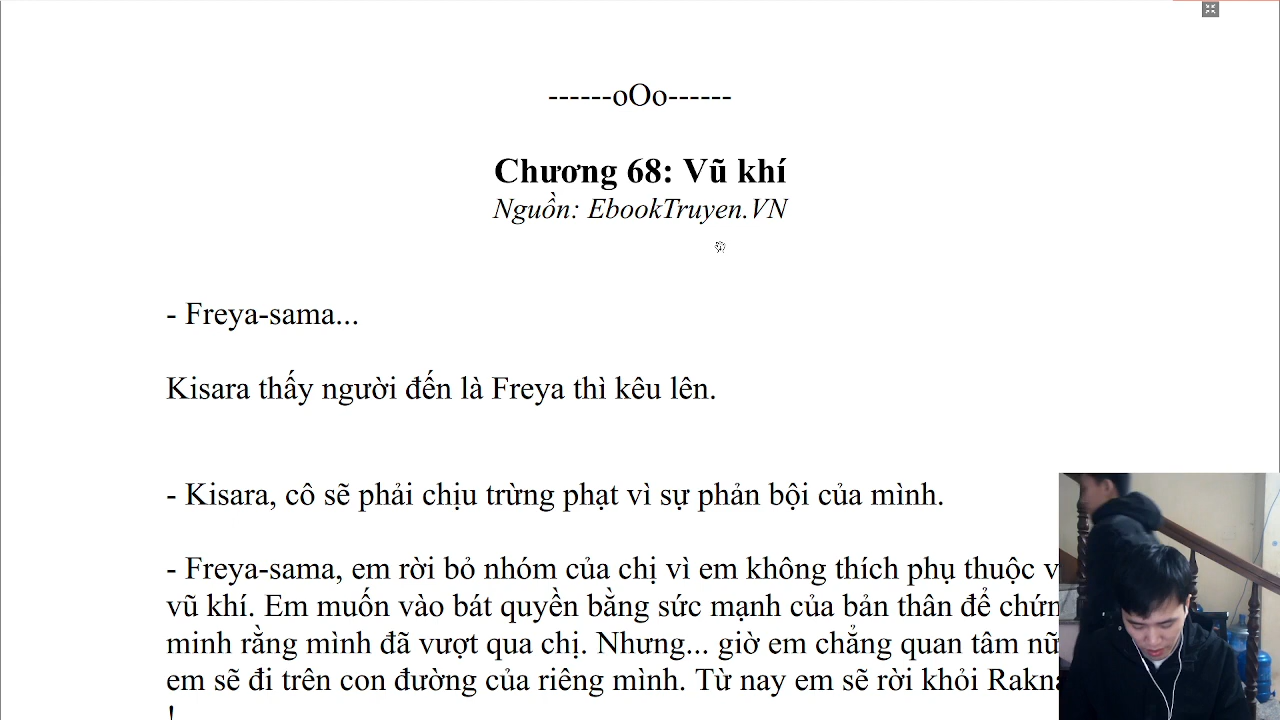 ------oOo------
Chương 68: Vũ khí
Nguồn: EbookTruyen.VN
- Freya-sama...
Kisara thấy người đến là Freya thì kêu lên.
- Kisara, cô sẽ phải chịu trừng phạt vì sự phản bội của mình.
- Freya-sama, em rời bỏ nhóm của chị vì em không thích phụ thuộc
vũ khí. Em muốn vào bát quyền bằng sức mạnh của bản thân để
minh rằng mình đã vượt qua chị. Nhưng... giờ em chẳng quan tâm
em sẽ đi trên con đường của riêng mình. Từ nay em sẽ rời khỏi
!